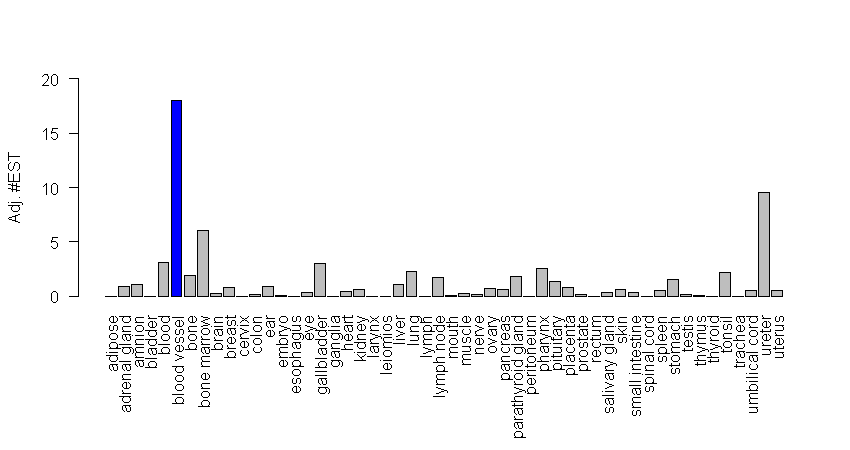 Adj. #EST
20
15
10
5
0
adipose
adrenal gland
amnion
bladder
blood
blood vessel
bone
bone marrow
brain
breast
cervix
colon
ear
embryo
esophagus
eye
gallbladder
ganglia
heart
kidney
larynx
leiomios
liver
lung
lymph
lymph node
mouth
muscle
nerve
ovary
pancreas
parathyroid gland
peritoneum
pharynx
pituitary
placenta
prostate
rectum
salivary gland
skin
small intestine
spinal cord
spleen
stomach
testis
thymus
thyroid
tonsil
trachea
umbilical cord
ureter
uterus